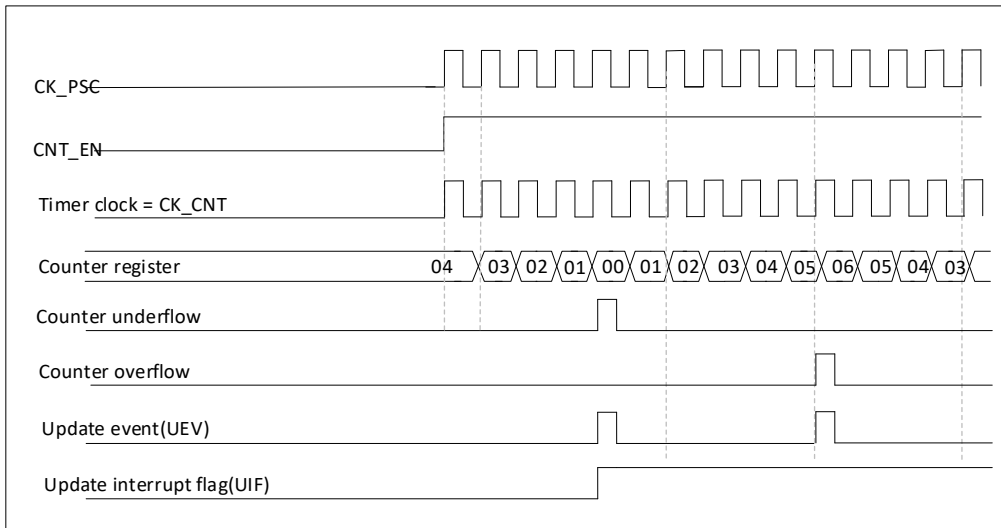 CK_PSC
CNT_EN
Timer clock = CK_CNT
Counter register 04 03 02 01 00 01 02 03 04 05 06 05 04 03
Counter underflow
Counter overflow
Update event(UEV)
Update interrupt flag(UIF)